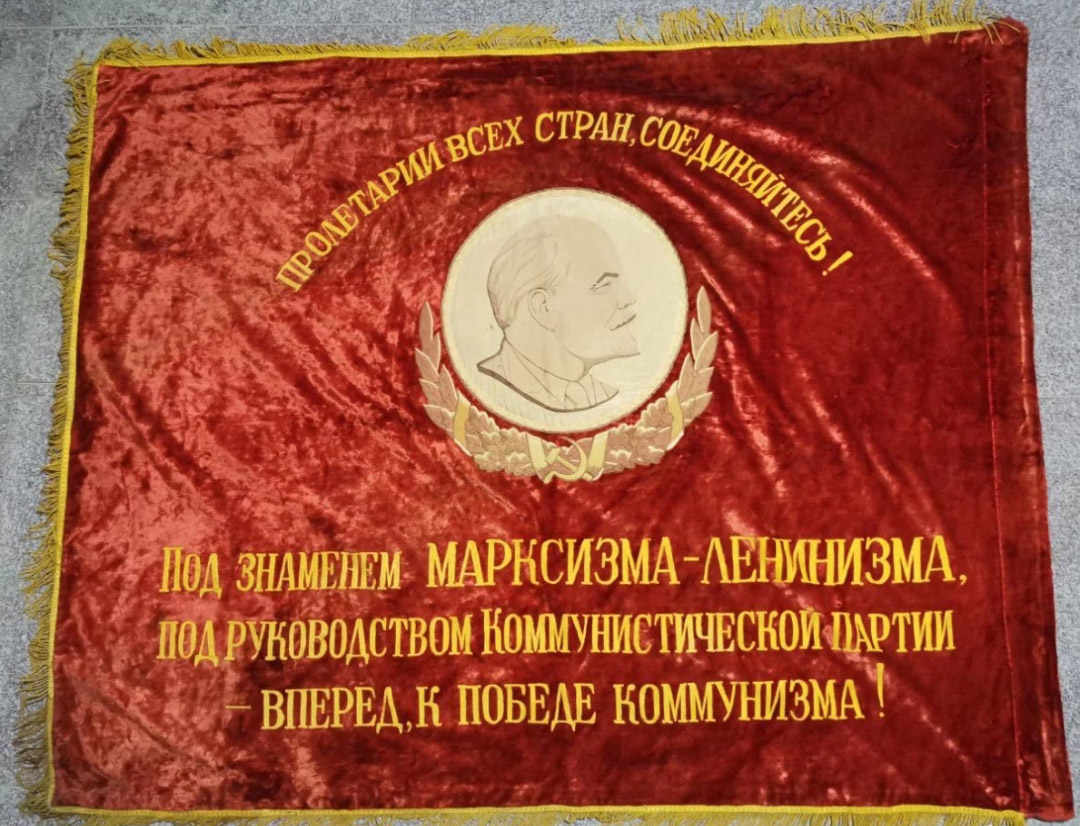 ПРОЛЕТАРИИ ВСЕХ СТРАН, СОЕДИНЯЙТЕСЬ!
ПОД ЗНАМЕНЕМ МАРКСИЗМА-ЛЕНИНИЗМА,
ПОД РУКОВОДСТВОМ КОММУНИСТИЧЕСКОЙ ПАРТИИ
– ВПЕРЕД, К ПОБЕДЕ КОММУНИЗМА!